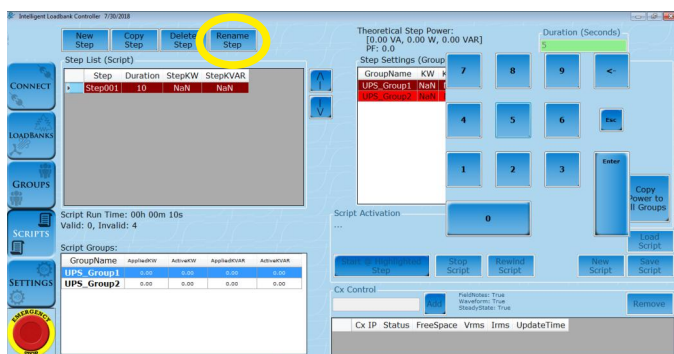 Intelligent Loadbank Controller 7/30/2018
New Step
Copy Step
Delete Step
Rename Step
Step List (Script)
Step Duration StepKW StepKVAR
Step001 10 NaN NaN
CONNECT
LOADBANKS
GROUPS
SCRIPTS
SETTINGS
EMERGENCY
STOP
Script Run Time: 00h 00m 10s
Valid: 0, Invalid: 4
Script Groups:
GroupName AppliedKW ActiveKW AppliedKVAR ActiveKVAR
UPS_Group1 0.00 0.00 0.00 0.00
UPS_Group2 0.00 0.00 0.00 0.00
Theoretical Step Power:
[0.00 VA, 0.00 W, 0.00 VAR]
PF: 0.0
Step Settings (Group
GroupName KW K
UPS_Group1 NaN
UPS_Group2 NaN
Duration (Seconds)
5
7 8 9 <-
4 5 6 Esc
1 2 3 Enter
0
Copy
Power to
ll Groups
Script Activation
...
Load
Script
Start @ Highlighted
Step
Stop
Script
Rewind
Script
New
Script
Save
Script
Cx Control
Add
FieldNotes: True
Waveform: True
SteadyState: True
Remove
Cx IP Status FreeSpace Vrms Irms UpdateTime